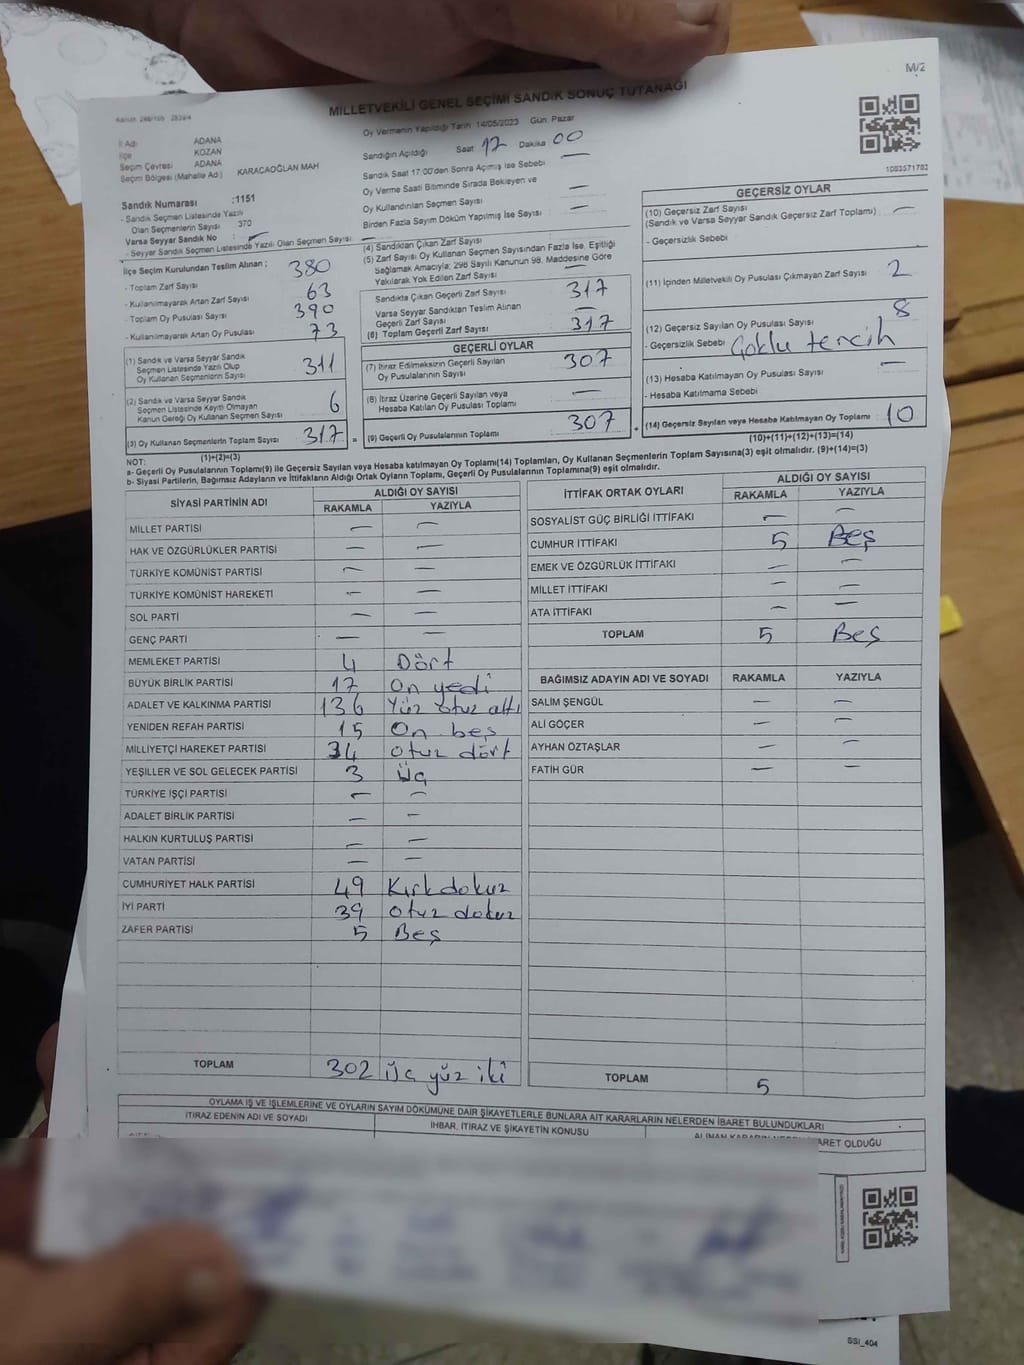 M/2
MİLLETVEKİLİ GENEL SEÇİMİ SANDIK SONUÇ TUTANAĞI
İl Adı ADANA
İlçe KOZAN
Seçim Çevresi ADANA
Seçim Bölgesi (Mahalle Adı) KARACAOĞLAN MAH
Sandık Numarası :1151
- Sandık Seçmen Listesinde Yazılı
Olan Seçmenlerin Sayısı 370
Varsa Seyyar Sandık No —
- Seyyar Sandık Seçmen Listesinde Yazılı Olan Seçmen Sayısı —
Oy Vermenin Yapıldığı Tarih 14/05/2023 Gün Pazar
Sandığın Açıldığı Saat 17 Dakika 00
Sandık Saat 17:00'den Sonra Açılmış İse Sebebi —
Oy Verme Saati Bitiminde Sırada Bekleyen ve
Oy Kullandırılan Seçmen Sayısı —
Birden Fazla Sayım Döküm Yapılmış İse Sayısı —
1083571783
İlçe Seçim Kurulundan Teslim Alınan ;
- Toplam Zarf Sayısı 380
- Kullanılmayarak Artan Zarf Sayısı 63
- Toplam Oy Pusulası Sayısı 390
- Kullanılmayarak Artan Oy Pusulası 73
(1) Sandık ve Varsa Seyyar Sandık
Seçmen Listesinde Yazılı Olup
Oy Kullanan Seçmenlerin Sayısı 311
(2) Sandık ve Varsa Seyyar Sandık
Seçmen Listesinde Kayıtlı Olmayan
Kanun Gereği Oy Kullanan Seçmen Sayısı 6
(3) Oy Kullanan Seçmenlerin Toplam Sayısı 317
(1)+(2)=(3)
(4) Sandıktan Çıkan Zarf Sayısı
(5) Zarf Sayısı Oy Kullanan Seçmen Sayısından Fazla İse, Eşitliği
Sağlamak Amacıyla; 298 Sayılı Kanunun 98. Maddesine Göre
Yakılarak Yok Edilen Zarf Sayısı
Sandıkta Çıkan Geçerli Zarf Sayısı 317
Varsa Seyyar Sandıktan Teslim Alınan
Geçerli Zarf Sayısı —
(6) Toplam Geçerli Zarf Sayısı 317
GEÇERLİ OYLAR
(7) İtiraz Edilmeksizin Geçerli Sayılan
Oy Pusulalarının Sayısı 307
(8) İtiraz Üzerine Geçerli Sayılan veya
Hesaba Katılan Oy Pusulası Toplamı —
= (9) Geçerli Oy Pusulalarının Toplamı 307
GEÇERSİZ OYLAR
(10) Geçersiz Zarf Sayısı
(Sandık ve Varsa Seyyar Sandık Geçersiz Zarf Toplamı) —
- Geçersizlik Sebebi
(11) İçinden Milletvekili Oy Pusulası Çıkmayan Zarf Sayısı 2
(12) Geçersiz Sayılan Oy Pusulası Sayısı 8
- Geçersizlik Sebebi Çoklu tercih
(13) Hesaba Katılmayan Oy Pusulası Sayısı —
- Hesaba Katılmama Sebebi
+ (14) Geçersiz Sayılan veya Hesaba Katılmayan Oy Toplamı 10
(10)+(11)+(12)+(13)=(14)
NOT:
a- Geçerli Oy Pusulalarının Toplamı(9) ile Geçersiz Sayılan veya Hesaba katılmayan Oy Toplamı(14) Toplamları, Oy Kullanan Seçmenlerin Toplam Sayısına(3) eşit olmalıdır. (9)+(14)=(3)
b- Siyasi Partilerin, Bağımsız Adayların ve İttifakların Aldığı Ortak Oyların Toplamı, Geçerli Oy Pusulalarının Toplamına(9) eşit olmalıdır.
SİYASİ PARTİNİN ADI ALDIĞI OY SAYISI
RAKAMLA YAZIYLA
MİLLET PARTİSİ — —
HAK VE ÖZGÜRLÜKLER PARTİSİ — —
TÜRKİYE KOMÜNİST PARTİSİ — —
TÜRKİYE KOMÜNİST HAREKETİ — —
SOL PARTİ — —
GENÇ PARTİ — —
MEMLEKET PARTİSİ 4 Dört
BÜYÜK BİRLİK PARTİSİ 17 On yedi
ADALET VE KALKINMA PARTİSİ 136 Yüz otuz altı
YENİDEN REFAH PARTİSİ 15 On beş
MİLLİYETÇİ HAREKET PARTİSİ 34 otuz dört
YEŞİLLER VE SOL GELECEK PARTİSİ 3 Üç
TÜRKİYE İŞÇİ PARTİSİ — —
ADALET BİRLİK PARTİSİ — —
HALKIN KURTULUŞ PARTİSİ — —
VATAN PARTİSİ — —
CUMHURİYET HALK PARTİSİ 49 Kırk dokuz
İYİ PARTİ 39 otuz dokuz
ZAFER PARTİSİ 5 Beş
TOPLAM 302 üç yüz iki
İTTİFAK ORTAK OYLARI ALDIĞI OY SAYISI
RAKAMLA YAZIYLA
SOSYALİST GÜÇ BİRLİĞİ İTTİFAKI — —
CUMHUR İTTİFAKI 5 Beş
EMEK VE ÖZGÜRLÜK İTTİFAKI — —
MİLLET İTTİFAKI — —
ATA İTTİFAKI — —
TOPLAM 5 Beş
BAĞIMSIZ ADAYIN ADI VE SOYADI RAKAMLA YAZIYLA
SALİM ŞENGÜL — —
ALİ GÖÇER — —
AYHAN ÖZTAŞLAR — —
FATİH GÜR — —
TOPLAM 5
OYLAMA İŞ VE İŞLEMLERİNE VE OYLARIN SAYIM DÖKÜMÜNE DAİR ŞİKAYETLERLE BUNLARA AİT KARARLARIN NELERDEN İBARET BULUNDUKLARI
İTİRAZ EDENİN ADI VE SOYADI İHBAR, İTİRAZ VE ŞİKAYETİN KONUSU
SSI_404